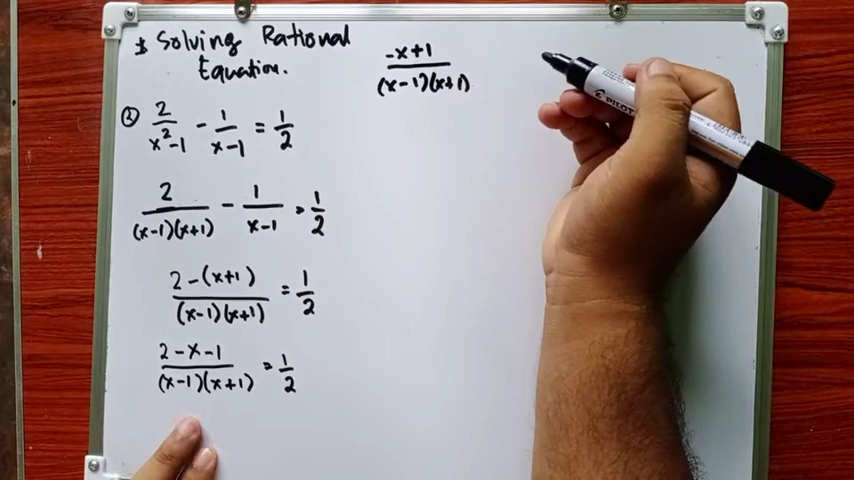 * Solving Rational
Equation.
② 2/(x²-1) - 1/(x-1) = 1/2
2/((x-1)(x+1)) - 1/(x-1) = 1/2
(2-(x+1))/((x-1)(x+1)) = 1/2
(2-x-1)/((x-1)(x+1)) = 1/2
(-x+1)/((x-1)(x+1))
PILOT